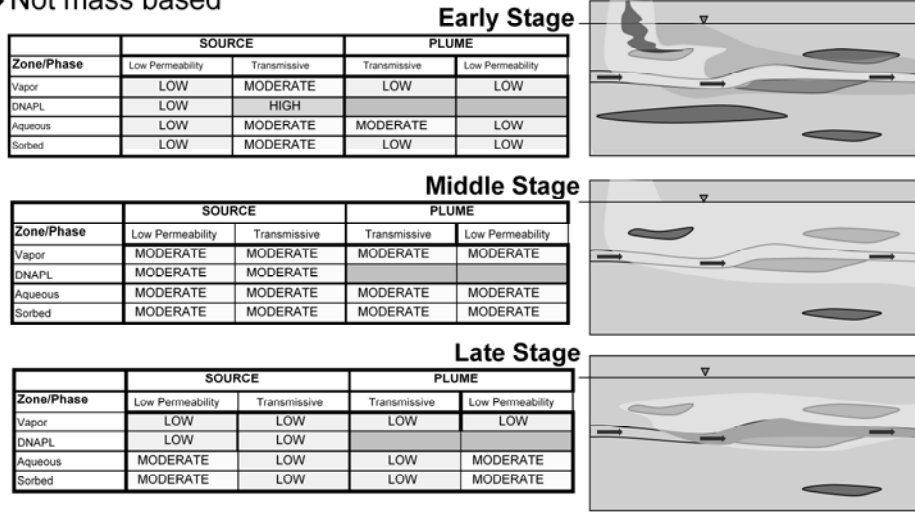 Not mass based
Early Stage
SOURCE PLUME
Zone/Phase Low Permeability Transmissive Transmissive Low Permeability
Vapor LOW MODERATE LOW LOW
DNAPL LOW HIGH
Aqueous LOW MODERATE MODERATE LOW
Sorbed LOW MODERATE LOW LOW
Middle Stage
SOURCE PLUME
Zone/Phase Low Permeability Transmissive Transmissive Low Permeability
Vapor MODERATE MODERATE MODERATE MODERATE
DNAPL MODERATE MODERATE
Aqueous MODERATE MODERATE MODERATE MODERATE
Sorbed MODERATE MODERATE MODERATE MODERATE
Late Stage
SOURCE PLUME
Zone/Phase Low Permeability Transmissive Transmissive Low Permeability
Vapor LOW LOW LOW LOW
DNAPL LOW LOW
Aqueous MODERATE LOW LOW MODERATE
Sorbed MODERATE LOW LOW MODERATE